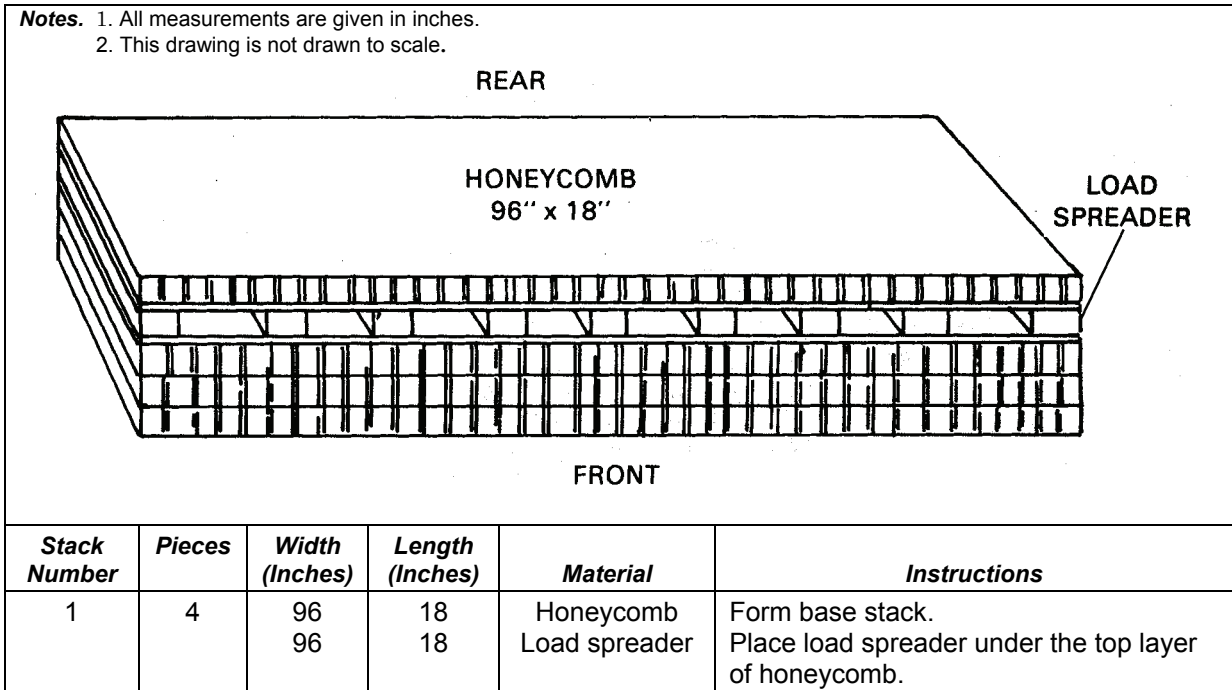 Notes. 1. All measurements are given in inches.
2. This drawing is not drawn to scale.
REAR
HONEYCOMB
96" x 18"
LOAD
SPREADER
FRONT
Stack Number Pieces Width (Inches) Length (Inches) Material Instructions
1 4 96 18 Honeycomb Form base stack.
96 18 Load spreader Place load spreader under the top layer
of honeycomb.